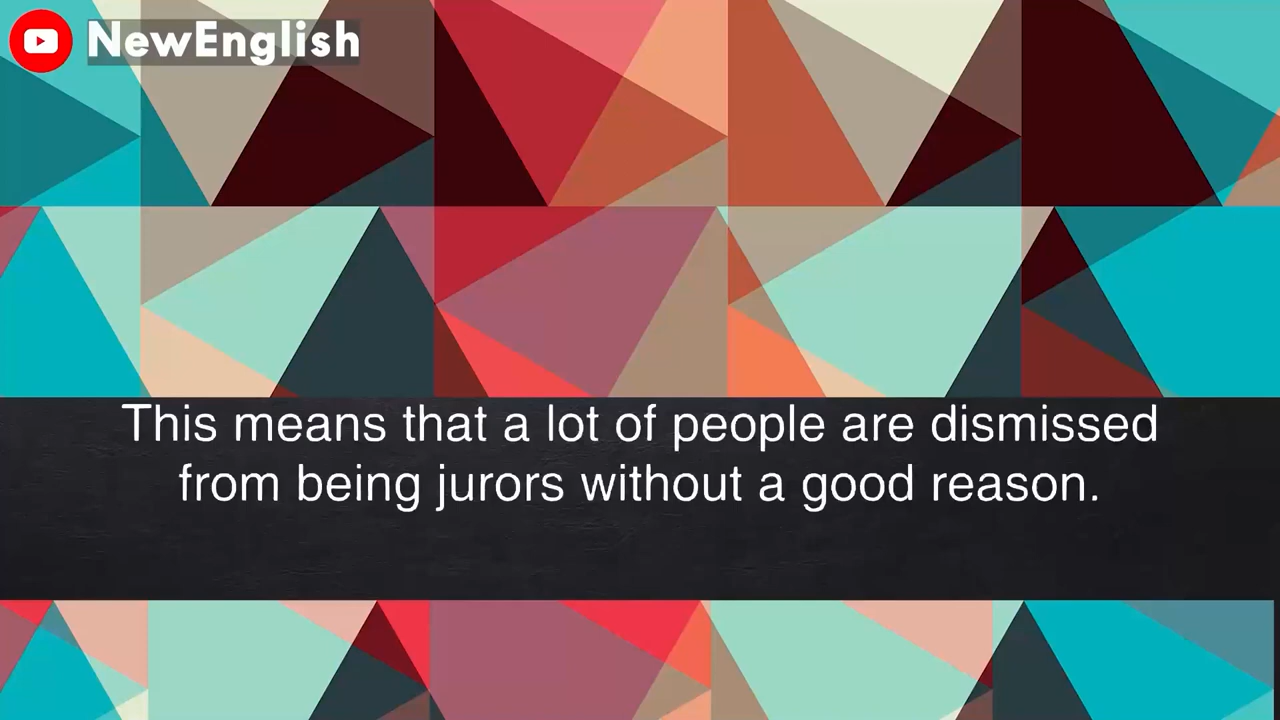 NewEnglish
This means that a lot of people are dismissed
from being jurors without a good reason.